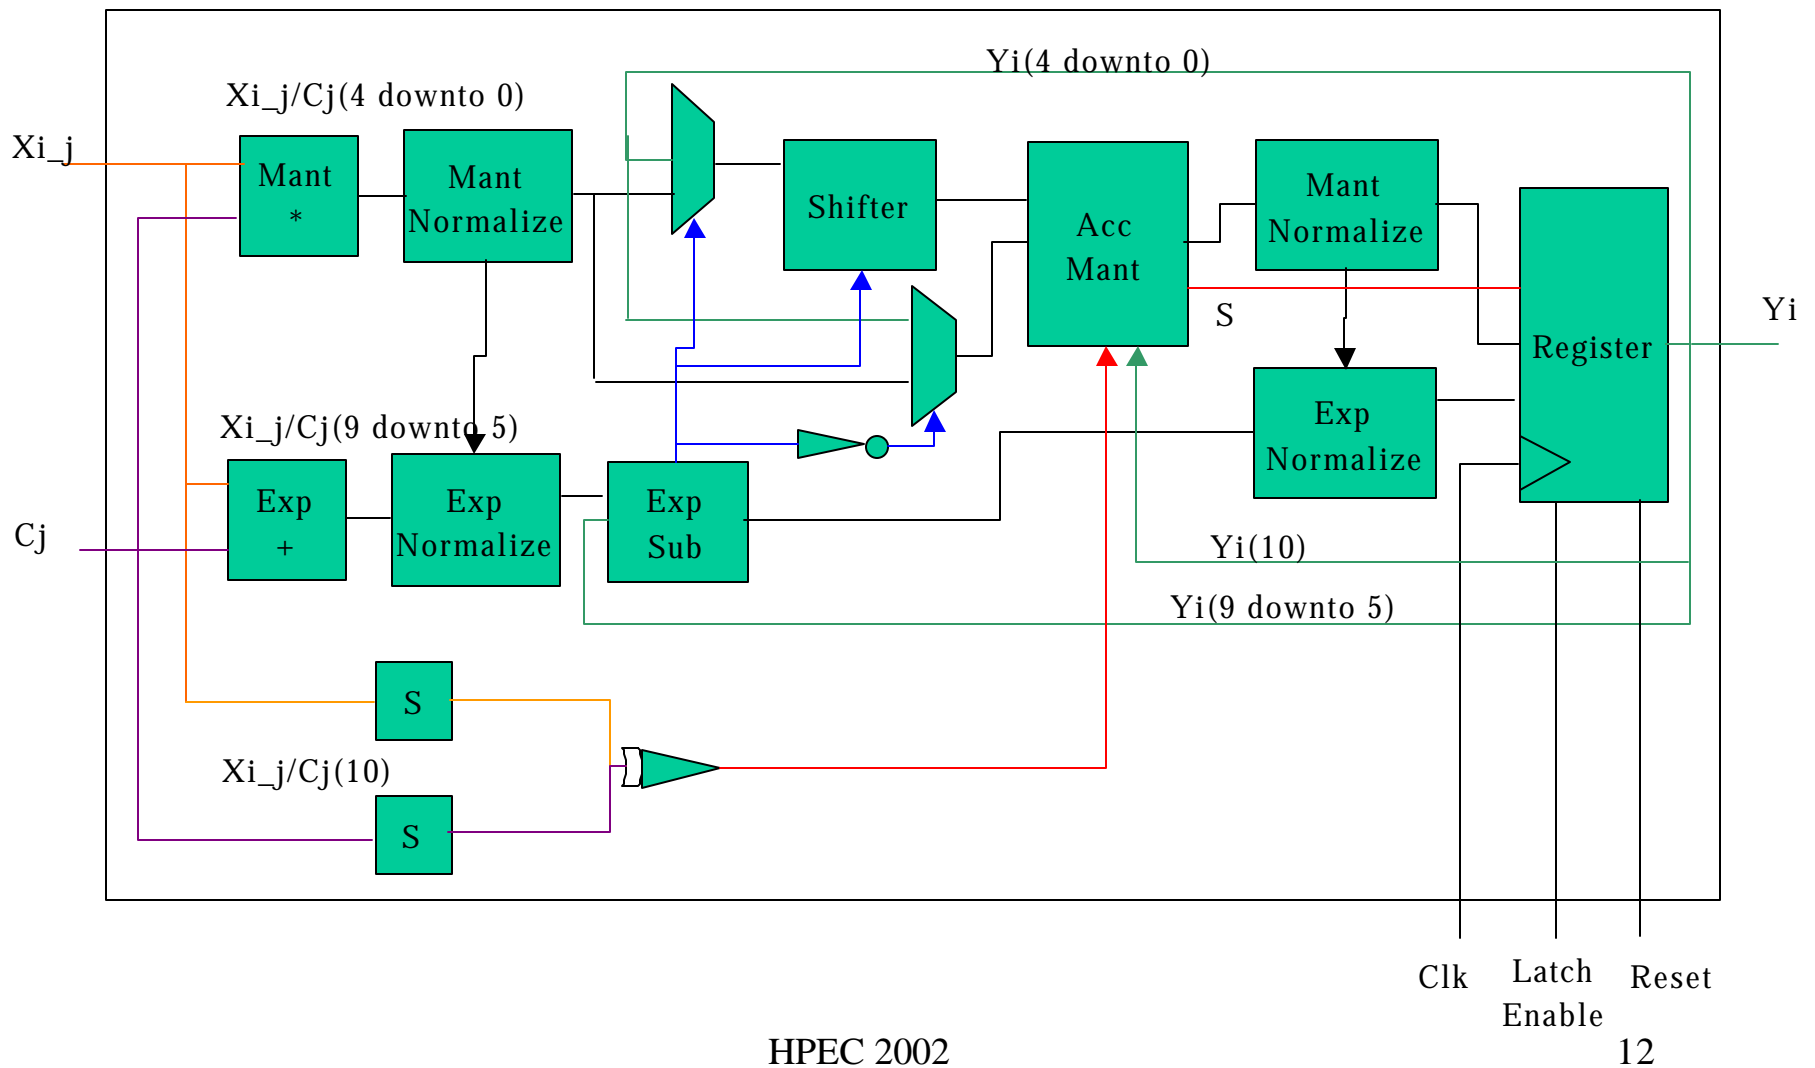 Yi(4 downto 0)
Xi_j/Cj(4 downto 0)
Xi_j
Mant
*
Mant
Normalize
Shifter
Acc
Mant
Mant
Normalize
S
Yi
Register
Xi_j/Cj(9 downto 5)
Exp
Normalize
Cj
Exp
+
Exp
Normalize
Exp
Sub
Yi(10)
Yi(9 downto 5)
S
Xi_j/Cj(10)
S
Clk
Latch
Enable
Reset
HPEC 2002
12